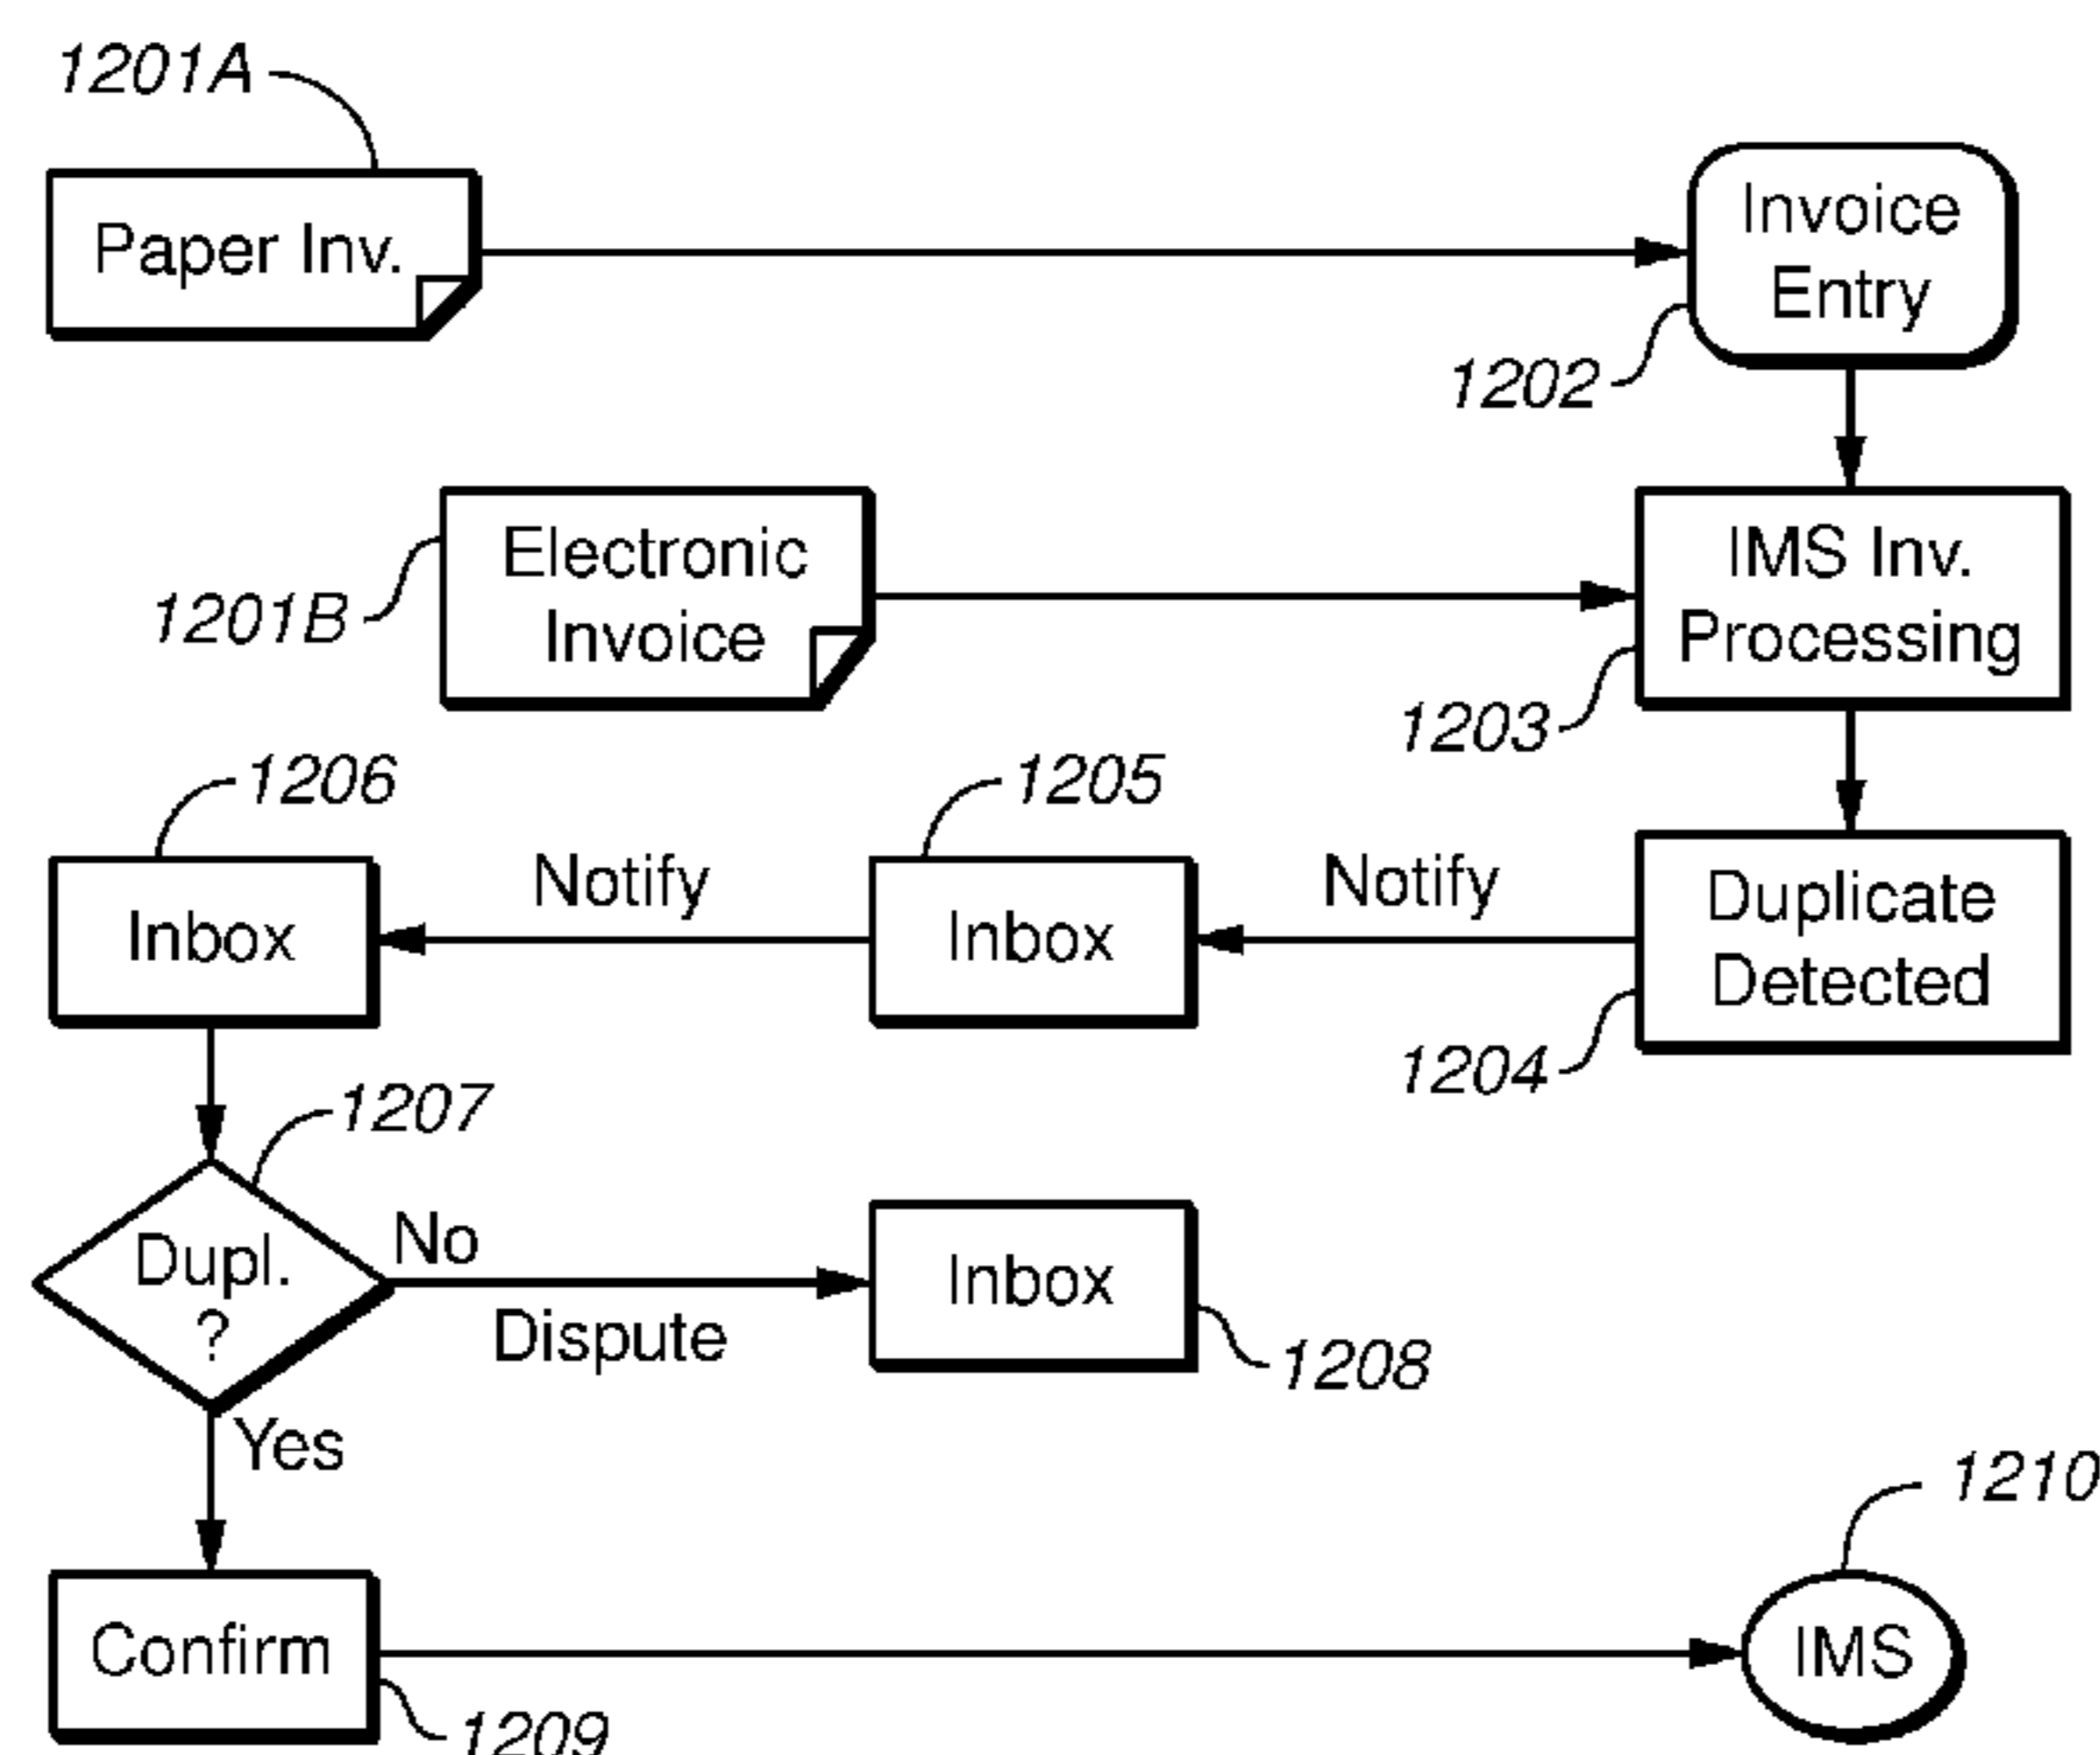 1201A
Paper Inv.
Invoice
Entry
1202
Electronic
Invoice
1201B
IMS Inv.
Processing
1203
1206
1205
Inbox
Notify
Inbox
Notify
Duplicate
Detected
1204
1207
Dupl.
?
No
Dispute
Inbox
1208
Yes
1210
Confirm
IMS
1209